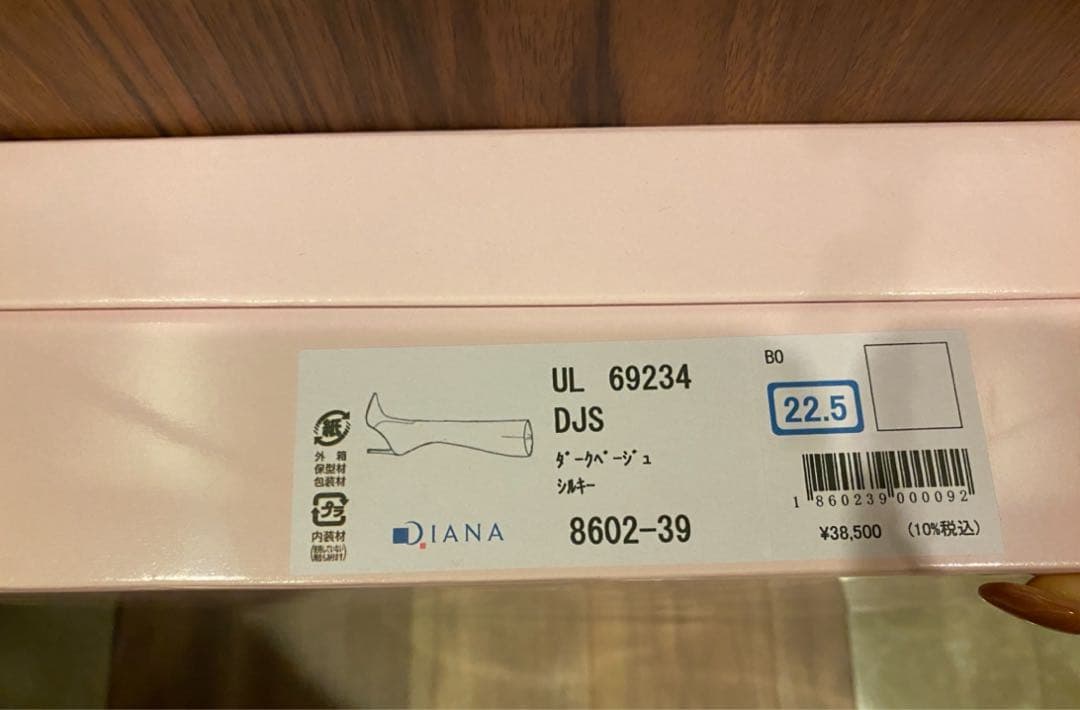 紙
外 箱
保型材
包装材
プラ
内装材
DIANA
UL 69234
DJS
ﾀﾞｰｸﾍﾞｰｼﾞｭ
ｼﾙｷｰ
8602-39
BO
22.5
1 860239 000092
¥38,500 (10%税込)